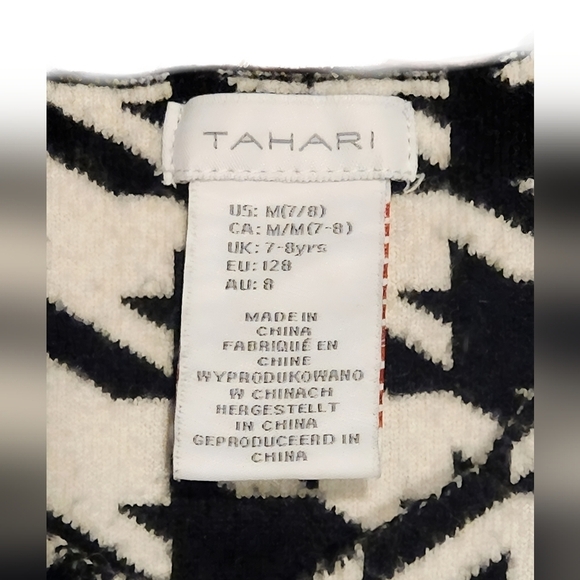 TAHARI
US: M(7/8)
CA: M/M(7-8)
UK: 7-8yrs
EU: 128
AU: 8
MADE IN
CHINA
FABRIQUÉ EN
CHINE
WYPRODUKOWANO
W CHINACH
HERGESTELLT
IN CHINA
GEPRODUCEERD IN
CHINA